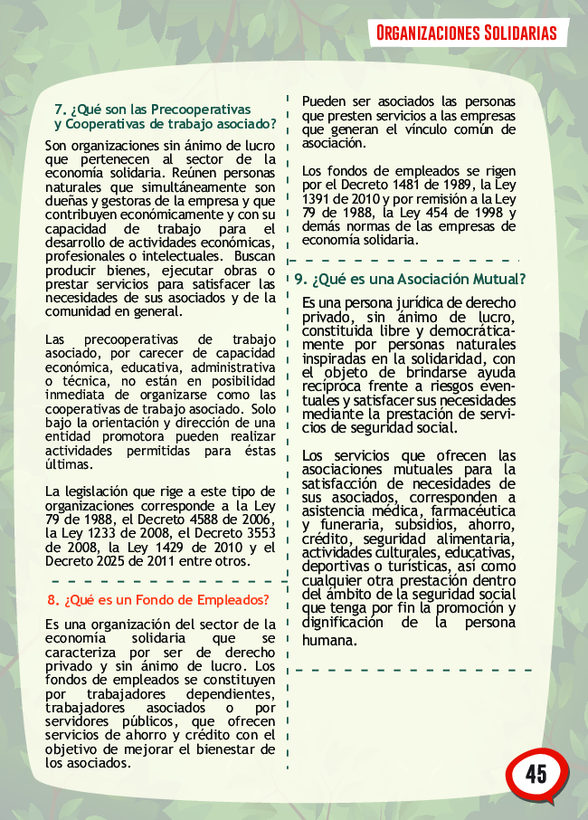 Organizaciones Solidarias
7. ¿Qué son las Precooperativas
y Cooperativas de trabajo asociado?
Son organizaciones sin ánimo de lucro
que pertenecen al sector de la
economía solidaria. Reúnen personas
naturales que simultáneamente son
dueñas y gestoras de la empresa y que
contribuyen económicamente y con su
capacidad de trabajo para el
desarrollo de actividades económicas,
profesionales o intelectuales. Buscan
producir bienes, ejecutar obras o
prestar servicios para satisfacer las
necesidades de sus asociados y de la
comunidad en general.
Las precooperativas de trabajo
asociado, por carecer de capacidad
económica, educativa, administrativa
o técnica, no están en posibilidad
inmediata de organizarse como las
cooperativas de trabajo asociado. Solo
bajo la orientación y dirección de una
entidad promotora pueden realizar
actividades permitidas para éstas
últimas.
La legislación que rige a este tipo de
organizaciones corresponde a la Ley
79 de 1988, el Decreto 4588 de 2006,
la Ley 1233 de 2008, el Decreto 3553
de 2008, la Ley 1429 de 2010 y el
Decreto 2025 de 2011 entre otros.
8. ¿Qué es un Fondo de Empleados?
Es una organización del sector de la
economía solidaria que se
caracteriza por ser de derecho
privado y sin ánimo de lucro. Los
fondos de empleados se constituyen
por trabajadores dependientes,
trabajadores asociados o por
servidores públicos, que ofrecen
servicios de ahorro y crédito con el
objetivo de mejorar el bienestar de
los asociados.
Pueden ser asociados las personas
que presten servicios a las empresas
que generan el vínculo común de
asociación.
Los fondos de empleados se rigen
por el Decreto 1481 de 1989, la Ley
1391 de 2010 y por remisión a la Ley
79 de 1988, la Ley 454 de 1998 y
demás normas de las empresas de
economía solidaria.
9. ¿Qué es una Asociación Mutual?
Es una persona jurídica de derecho
privado, sin ánimo de lucro,
constituida libre y democrática-
mente por personas naturales
inspiradas en la solidaridad, con
el objeto de brindarse ayuda
recíproca frente a riesgos even-
tuales y satisfacer sus necesidades
mediante la prestación de servi-
cios de seguridad social.
Los servicios que ofrecen las
asociaciones mutuales para la
satisfacción de necesidades de
sus asociados, corresponden a
asistencia médica, farmacéutica
y funeraria, subsidios, ahorro,
crédito, seguridad alimentaria,
actividades culturales, educativas,
deportivas o turísticas, así como
cualquier otra prestación dentro
del ámbito de la seguridad social
que tenga por fin la promoción y
dignificación de la persona
humana.
45